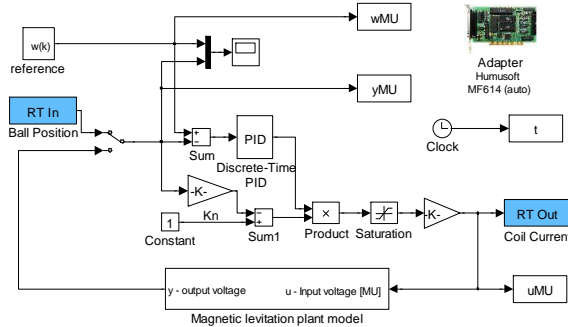 w(k)
reference
wMU
yMU
Adapter
Humusoft
MF614 (auto)
RT In
Ball Position
+
−
Sum
PID
Discrete-Time
PID
Clock
t
-K-
Kn
1
Constant
−
+
Sum1
×
Product
Saturation
-K-
RT Out
Coil Current
y - output voltage
u - Input voltage [MU]
Magnetic levitation plant model
uMU